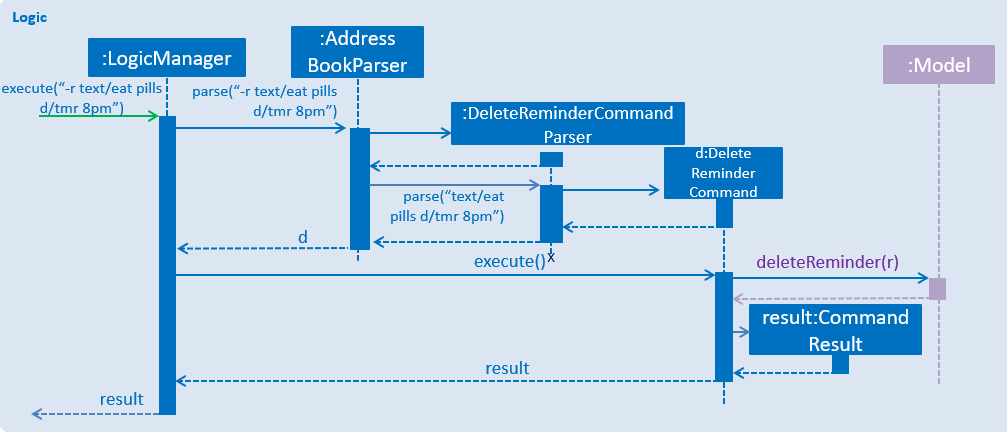 Logic
:LogicManager
:Address
BookParser
:Model
execute(“-r text/eat pills
d/tmr 8pm”)
parse(“-r text/eat pills
d/tmr 8pm”)
:DeleteReminderCommand
Parser
d:Delete
Reminder
Command
parse(“text/eat
pills d/tmr 8pm”)
d
execute()
x
deleteReminder(r)
result:Command
Result
result
result